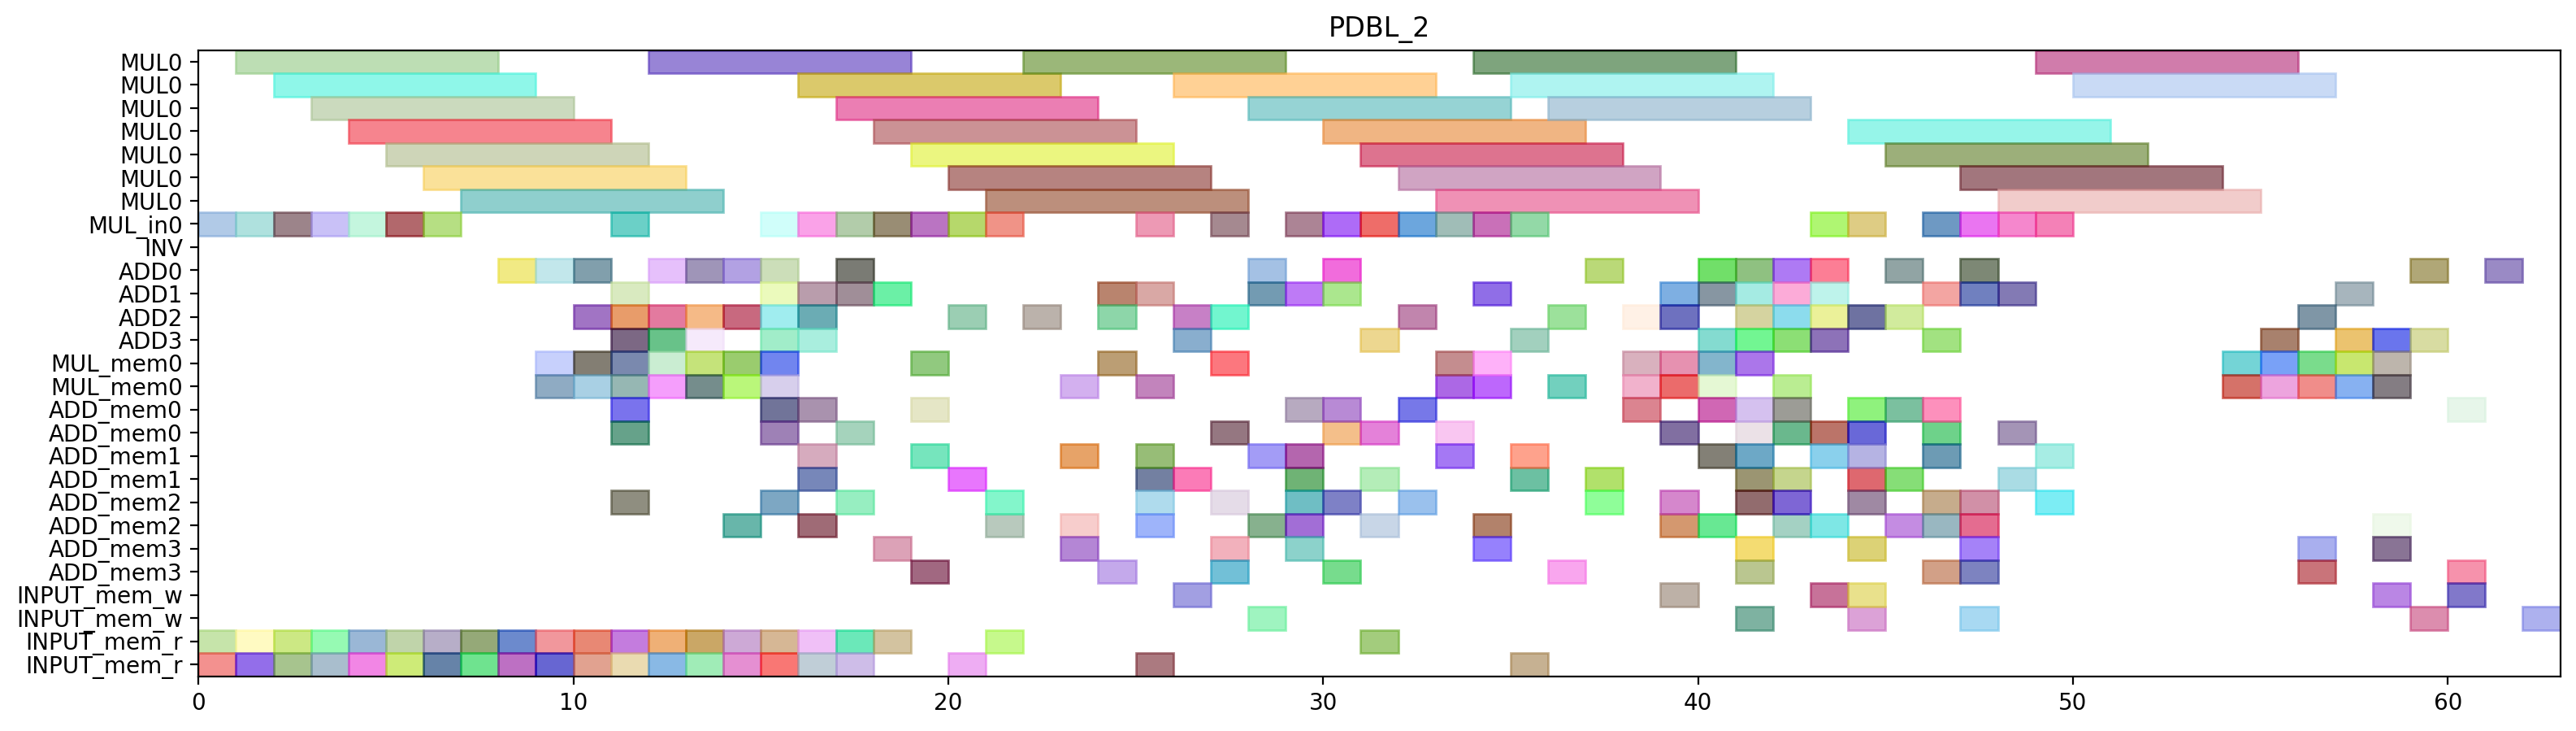 PDBL_2
MUL0
MUL0
MUL0
MUL0
MUL0
MUL0
MUL0
MUL_in0
INV
ADD0
ADD1
ADD2
ADD3
MUL_mem0
MUL_mem0
ADD_mem0
ADD_mem0
ADD_mem1
ADD_mem1
ADD_mem2
ADD_mem2
ADD_mem3
ADD_mem3
INPUT_mem_w
INPUT_mem_w
INPUT_mem_r
INPUT_mem_r
0 10 20 30 40 50 60